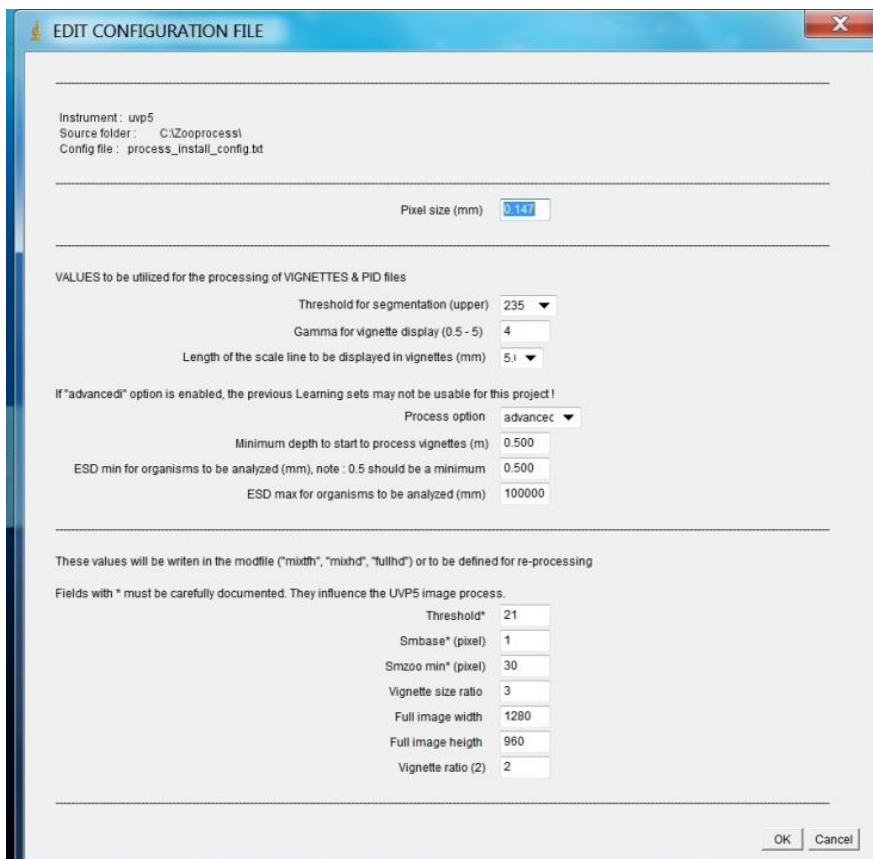 EDIT CONFIGURATION FILE
Instrument : uvp5
Source folder : C:\Zooprocess\
Config file : process_install_config.txt
Pixel size (mm) 0.147
VALUES to be utilized for the processing of VIGNETTES & PID files
Threshold for segmentation (upper) 235
Gamma for vignette display (0.5 - 5) 4
Length of the scale line to be displayed in vignettes (mm) 5.
If "advancedi" option is enabled, the previous Learning sets may not be usable for this project !
Process option advanced
Minimum depth to start to process vignettes (m) 0.500
ESD min for organisms to be analyzed (mm), note : 0.5 should be a minimum 0.500
ESD max for organisms to be analyzed (mm) 100000
These values will be writen in the modfile ("mixtfh", "mixhd", "fullhd") or to be defined for re-processing
Fields with * must be carefully documented. They influence the UVP5 image process.
Threshold* 21
Smbase* (pixel) 1
Smzoo min* (pixel) 30
Vignette size ratio 3
Full image width 1280
Full image heigth 960
Vignette ratio (2) 2
OK Cancel